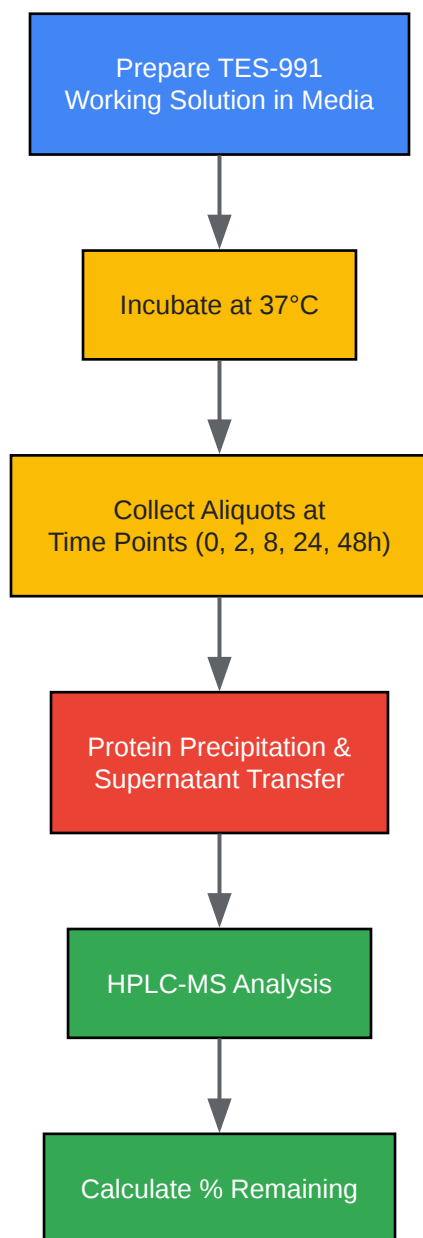 Prepare TES-991
Working Solution in Media
Incubate at 37°C
Collect Aliquots at
Time Points (0, 2, 8, 24, 48h)
Protein Precipitation &
Supernatant Transfer
HPLC-MS Analysis
Calculate % Remaining